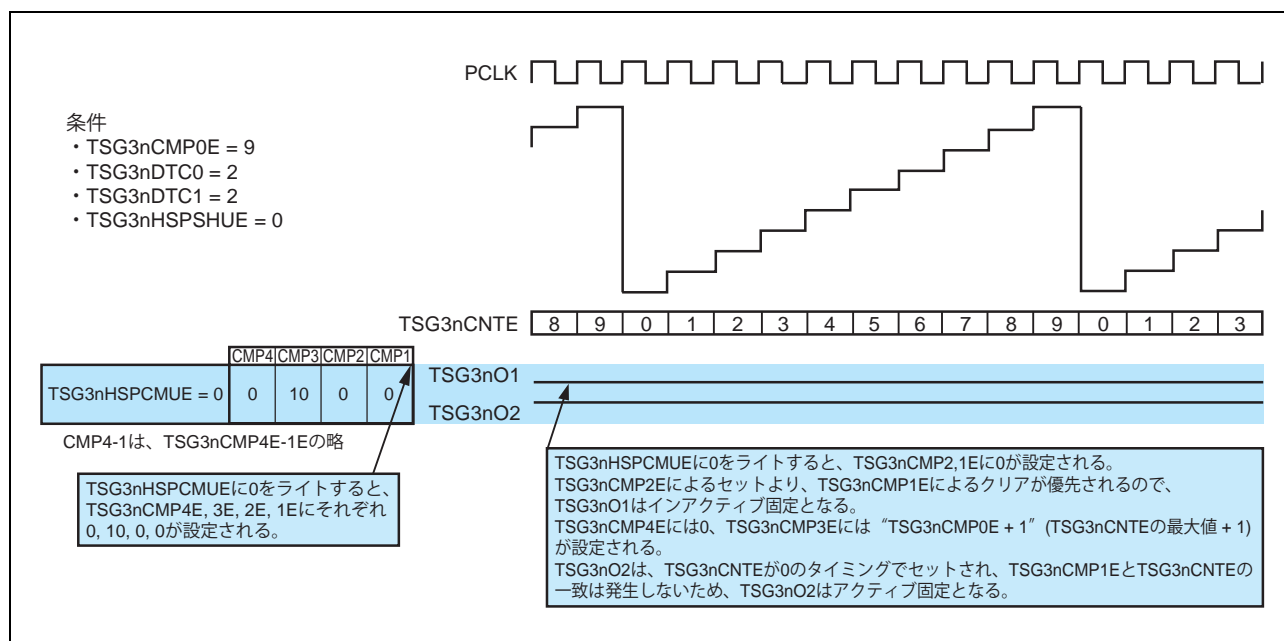 PCLK
条件
・TSG3nCMP0E = 9
・TSG3nDTC0 = 2
・TSG3nDTC1 = 2
・TSG3nHSPSHUE = 0
TSG3nCNTE 8 9 0 1 2 3 4 5 6 7 8 9 0 1 2 3
CMP4 CMP3 CMP2 CMP1
TSG3nHSPCMUE = 0 0 10 0 0
TSG3nO1
TSG3nO2
CMP4-1は、TSG3nCMP4E-1Eの略
TSG3nHSPCMUEに0をライトすると、
TSG3nCMP4E, 3E, 2E, 1Eにそれぞれ
0, 10, 0, 0が設定される。
TSG3nHSPCMUEに0をライトすると、TSG3nCMP2,1Eに0が設定される。
TSG3nCMP2Eによるセットより、TSG3nCMP1Eによるクリアが優先されるので、
TSG3nO1はインアクティブ固定となる。
TSG3nCMP4Eには0、TSG3nCMP3Eには“TSG3nCMP0E + 1”(TSG3nCNTEの最大値 + 1)
が設定される。
TSG3nO2は、TSG3nCNTEが0のタイミングでセットされ、TSG3nCMP1EとTSG3nCNTEの
一致は発生しないため、TSG3nO2はアクティブ固定となる。